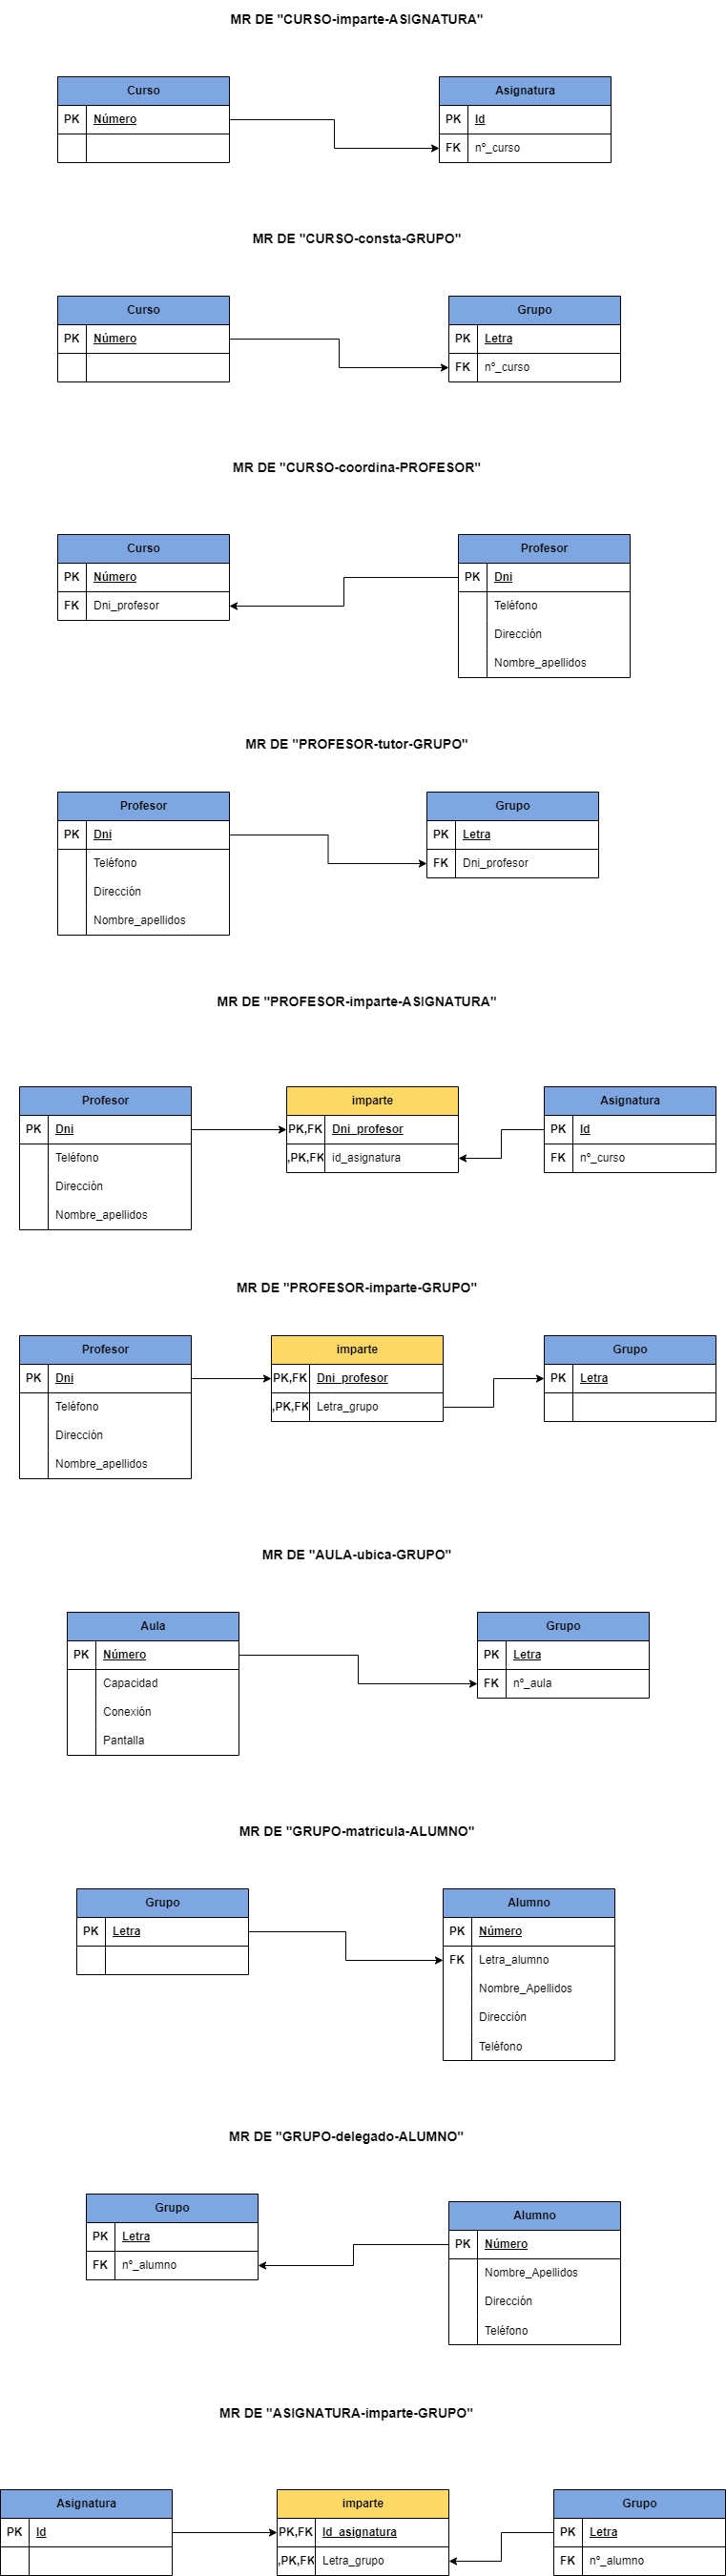 MR DE "CURSO-imparte-ASIGNATURA"
Curso Asignatura
PK Número PK Id
FK nº_curso
MR DE "CURSO-consta-GRUPO"
Curso Grupo
PK Número PK Letra
FK nº_curso
MR DE "CURSO-coordina-PROFESOR"
Curso Profesor
PK Número PK Dni
FK Dni_profesor Teléfono
Dirección
Nombre_apellidos
MR DE "PROFESOR-tutor-GRUPO"
Profesor Grupo
PK Dni PK Letra
Teléfono FK Dni_profesor
Dirección
Nombre_apellidos
MR DE "PROFESOR-imparte-ASIGNATURA"
Profesor imparte Asignatura
PK Dni PK,FK Dni_profesor PK Id
Teléfono ,PK,FK id_asignatura FK nº_curso
Dirección
Nombre_apellidos
MR DE "PROFESOR-imparte-GRUPO"
Profesor imparte Grupo
PK Dni PK,FK Dni_profesor PK Letra
Teléfono ,PK,FK Letra_grupo
Dirección
Nombre_apellidos
MR DE "AULA-ubica-GRUPO"
Aula Grupo
PK Número PK Letra
Capacidad FK nº_aula
Conexión
Pantalla
MR DE "GRUPO-matricula-ALUMNO"
Grupo Alumno
PK Letra PK Número
FK Letra_alumno
Nombre_Apellidos
Dirección
Teléfono
MR DE "GRUPO-delegado-ALUMNO"
Grupo Alumno
PK Letra PK Número
FK nº_alumno Nombre_Apellidos
Dirección
Teléfono
MR DE "ASIGNATURA-imparte-GRUPO"
Asignatura imparte Grupo
PK Id PK,FK Id_asignatura PK Letra
,PK,FK Letra_grupo FK nº_alumno